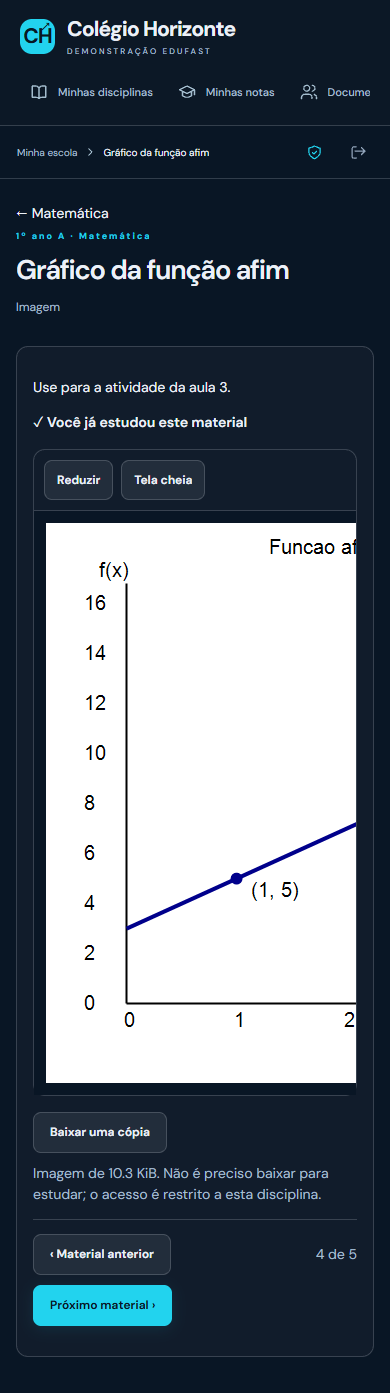 CH
Colégio Horizonte
DEMONSTRAÇÃO EDUFAST
Minhas disciplinas
Minhas notas
Docume
Minha escola
Gráfico da função afim
← Matemática
1º ano A · Matemática
Gráfico da função afim
Imagem
Use para a atividade da aula 3.
✓ Você já estudou este material
Reduzir
Tela cheia
Funcao af
f(x)
16
14
12
10
8
6
(1, 5)
4
2
0
0 1 2
Baixar uma cópia
Imagem de 10.3 KiB. Não é preciso baixar para
estudar; o acesso é restrito a esta disciplina.
‹ Material anterior
4 de 5
Próximo material ›